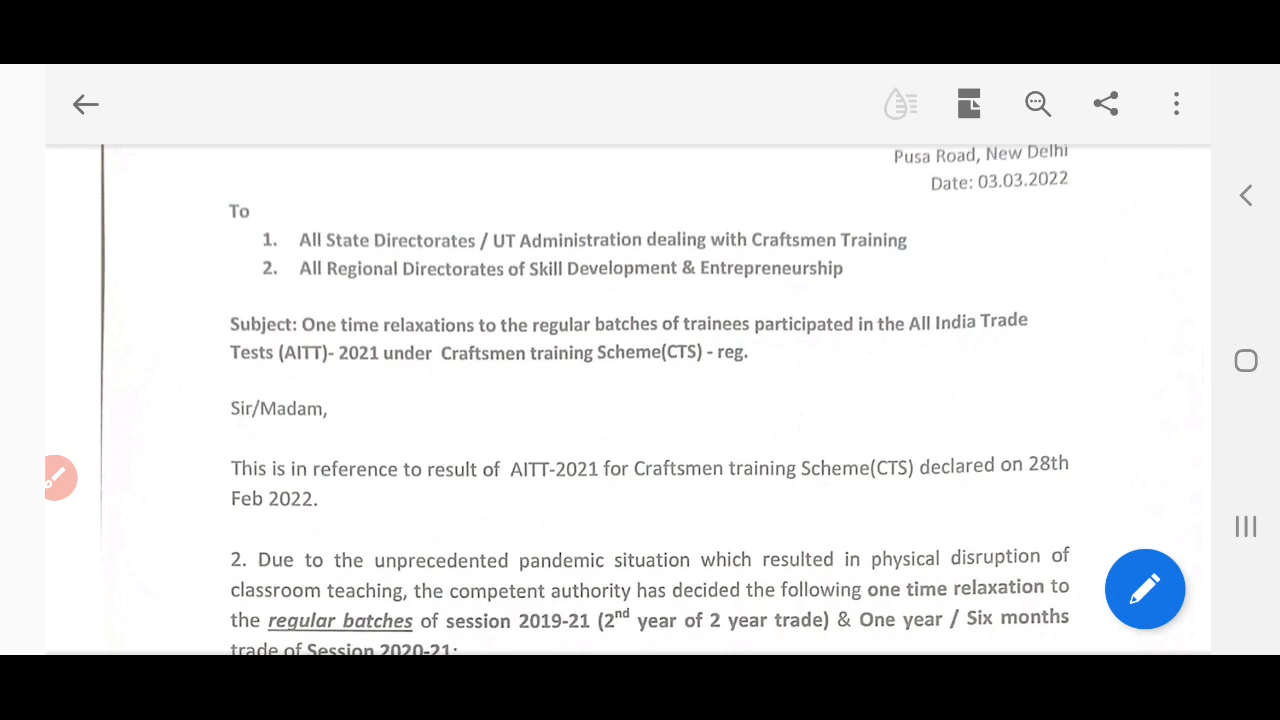 Pusa Road, New Delhi
Date: 03.03.2022
To
1. All State Directorates / UT Administration dealing with Craftsmen Training
2. All Regional Directorates of Skill Development & Entrepreneurship
Subject: One time relaxations to the regular batches of trainees participated in the All India Trade
Tests (AITT)- 2021 under Craftsmen training Scheme(CTS) - reg.
Sir/Madam,
This is in reference to result of AITT-2021 for Craftsmen training Scheme(CTS) declared on 28th
Feb 2022.
2. Due to the unprecedented pandemic situation which resulted in physical disruption of
classroom teaching, the competent authority has decided the following one time relaxation to
the regular batches of session 2019-21 (2nd year of 2 year trade) & One year / Six months
trade of Session 2020-21: